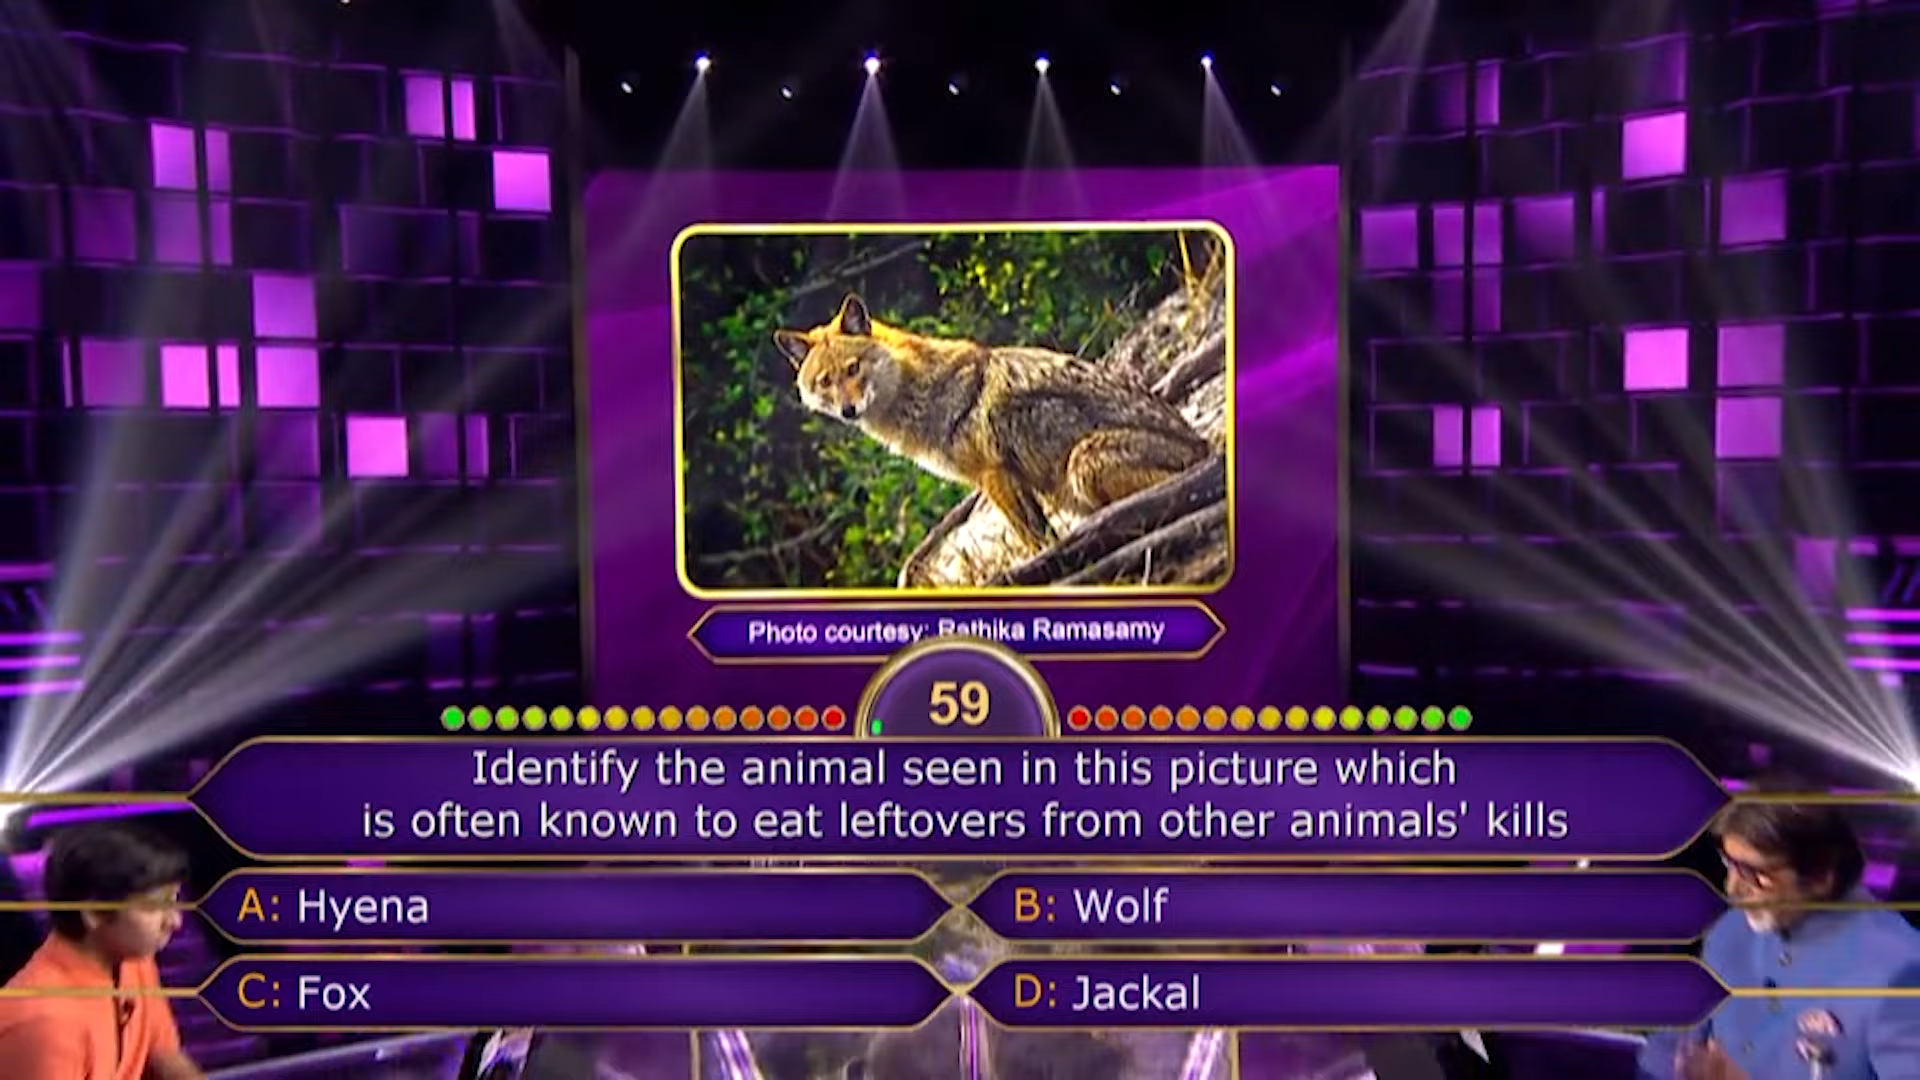 Photo courtesy: Rathika Ramasamy
59
Identify the animal seen in this picture which
is often known to eat leftovers from other animals' kills
A: Hyena
B: Wolf
C: Fox
D: Jackal